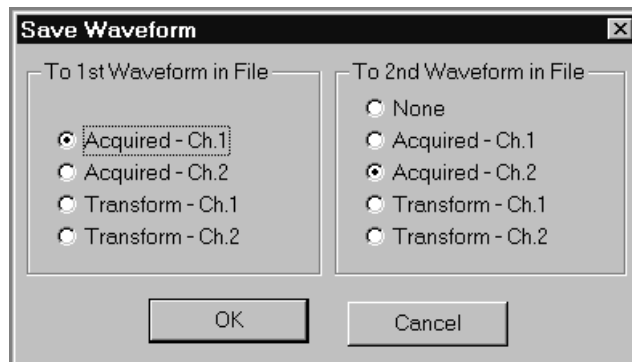 Save Waveform
To 1st Waveform in File
Acquired - Ch.1
Acquired - Ch.2
Transform - Ch.1
Transform - Ch.2
To 2nd Waveform in File
None
Acquired - Ch.1
Acquired - Ch.2
Transform - Ch.1
Transform - Ch.2
OK
Cancel